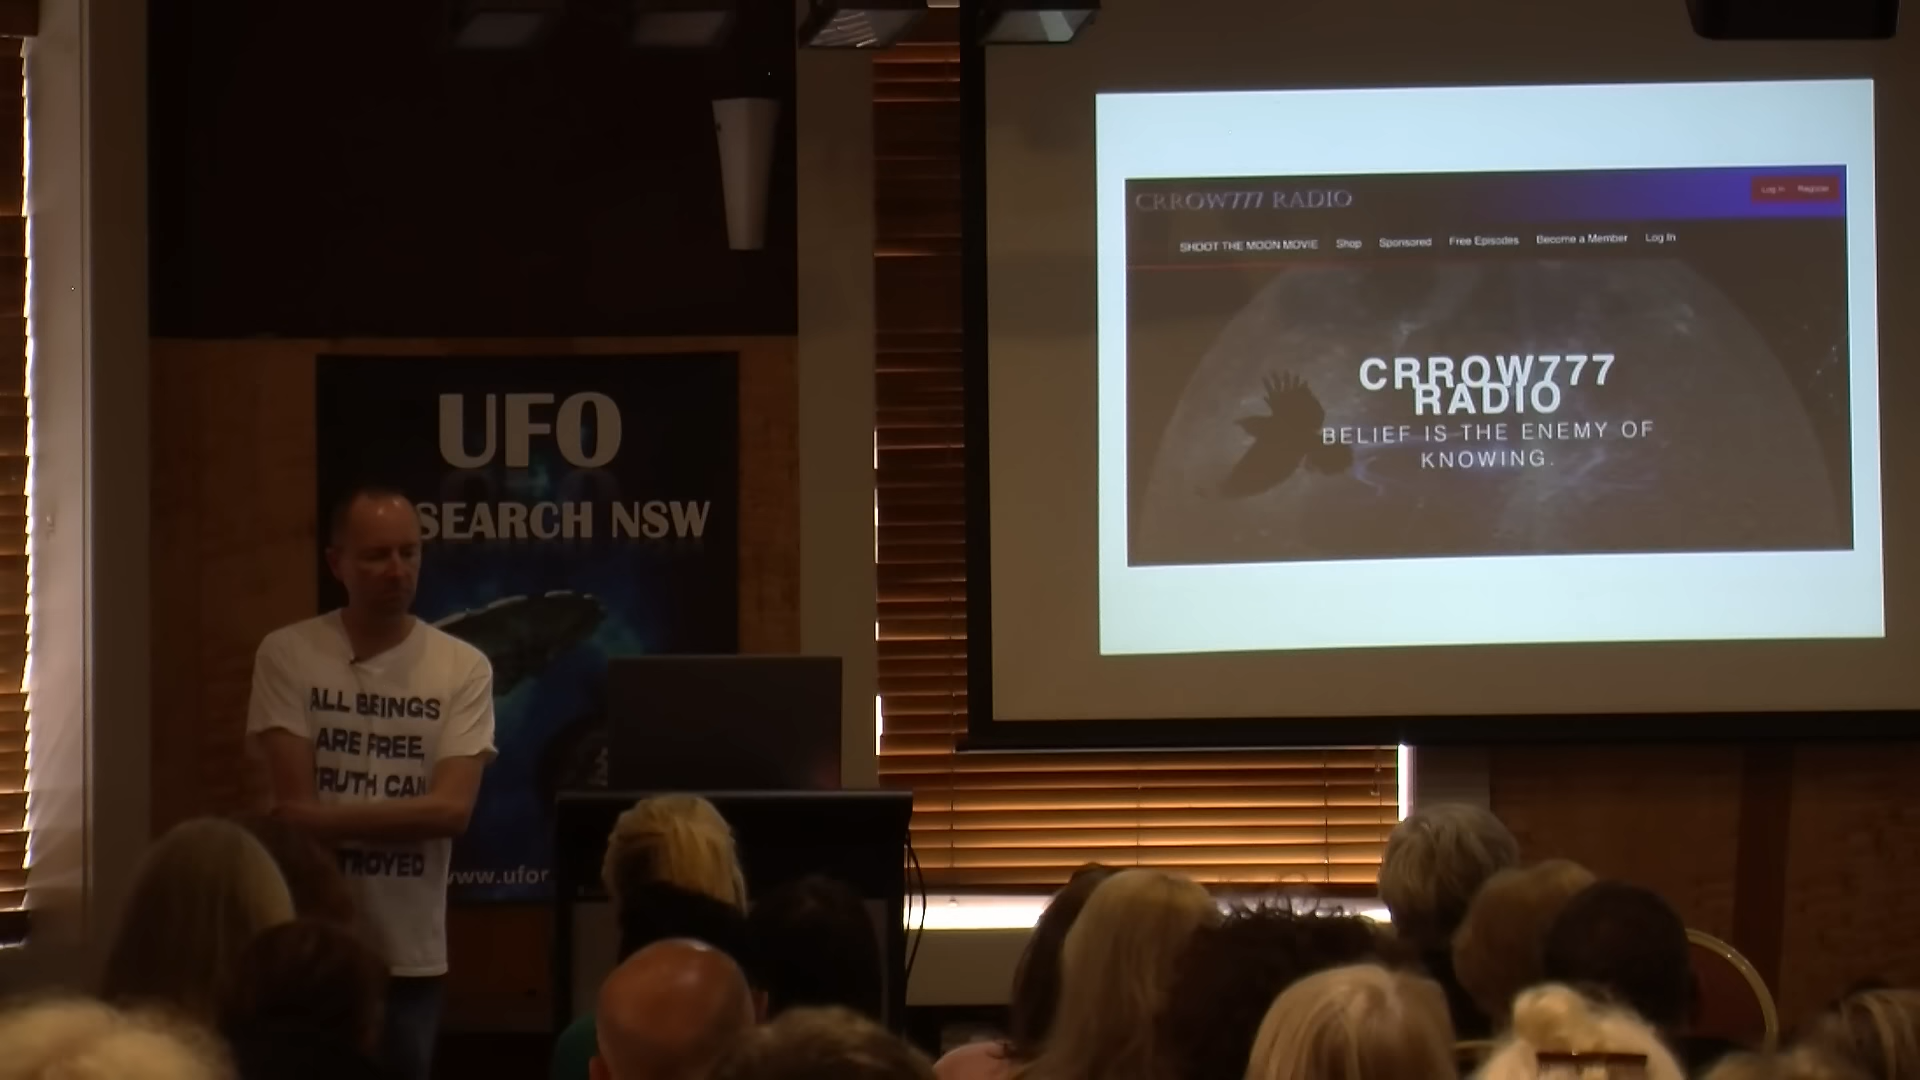 UFO
SEARCH NSW
ALL BEINGS
ARE FREE,
TRUTH CAN
TROYED
www.ufor
CRROW777 RADIO
Log In Register
SHOOT THE MOON MOVIE Shop Sponsored Free Episodes Become a Member Log In
CRROW777
RADIO
BELIEF IS THE ENEMY OF
KNOWING.